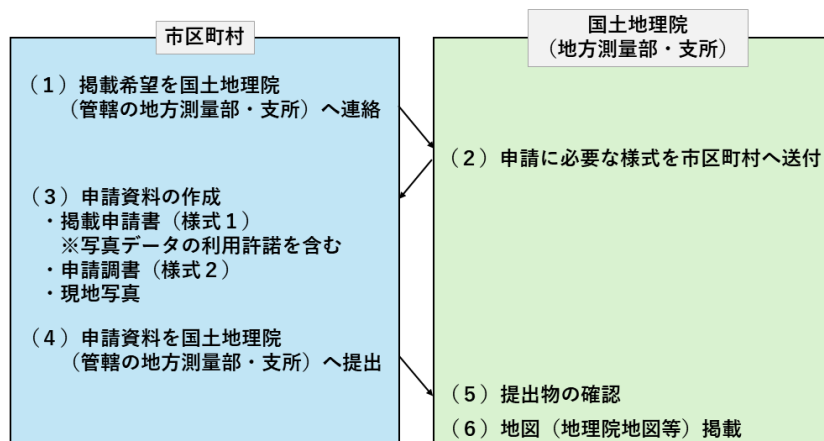 市区町村
（１）掲載希望を国土地理院
（管轄の地方測量部・支所）へ連絡
（３）申請資料の作成
・掲載申請書（様式１）
※写真データの利用許諾を含む
・申請調書（様式２）
・現地写真
（４）申請資料を国土地理院
（管轄の地方測量部・支所）へ提出
国土地理院
（地方測量部・支所）
（２）申請に必要な様式を市区町村へ送付
（５）提出物の確認
（６）地図（地理院地図等）掲載